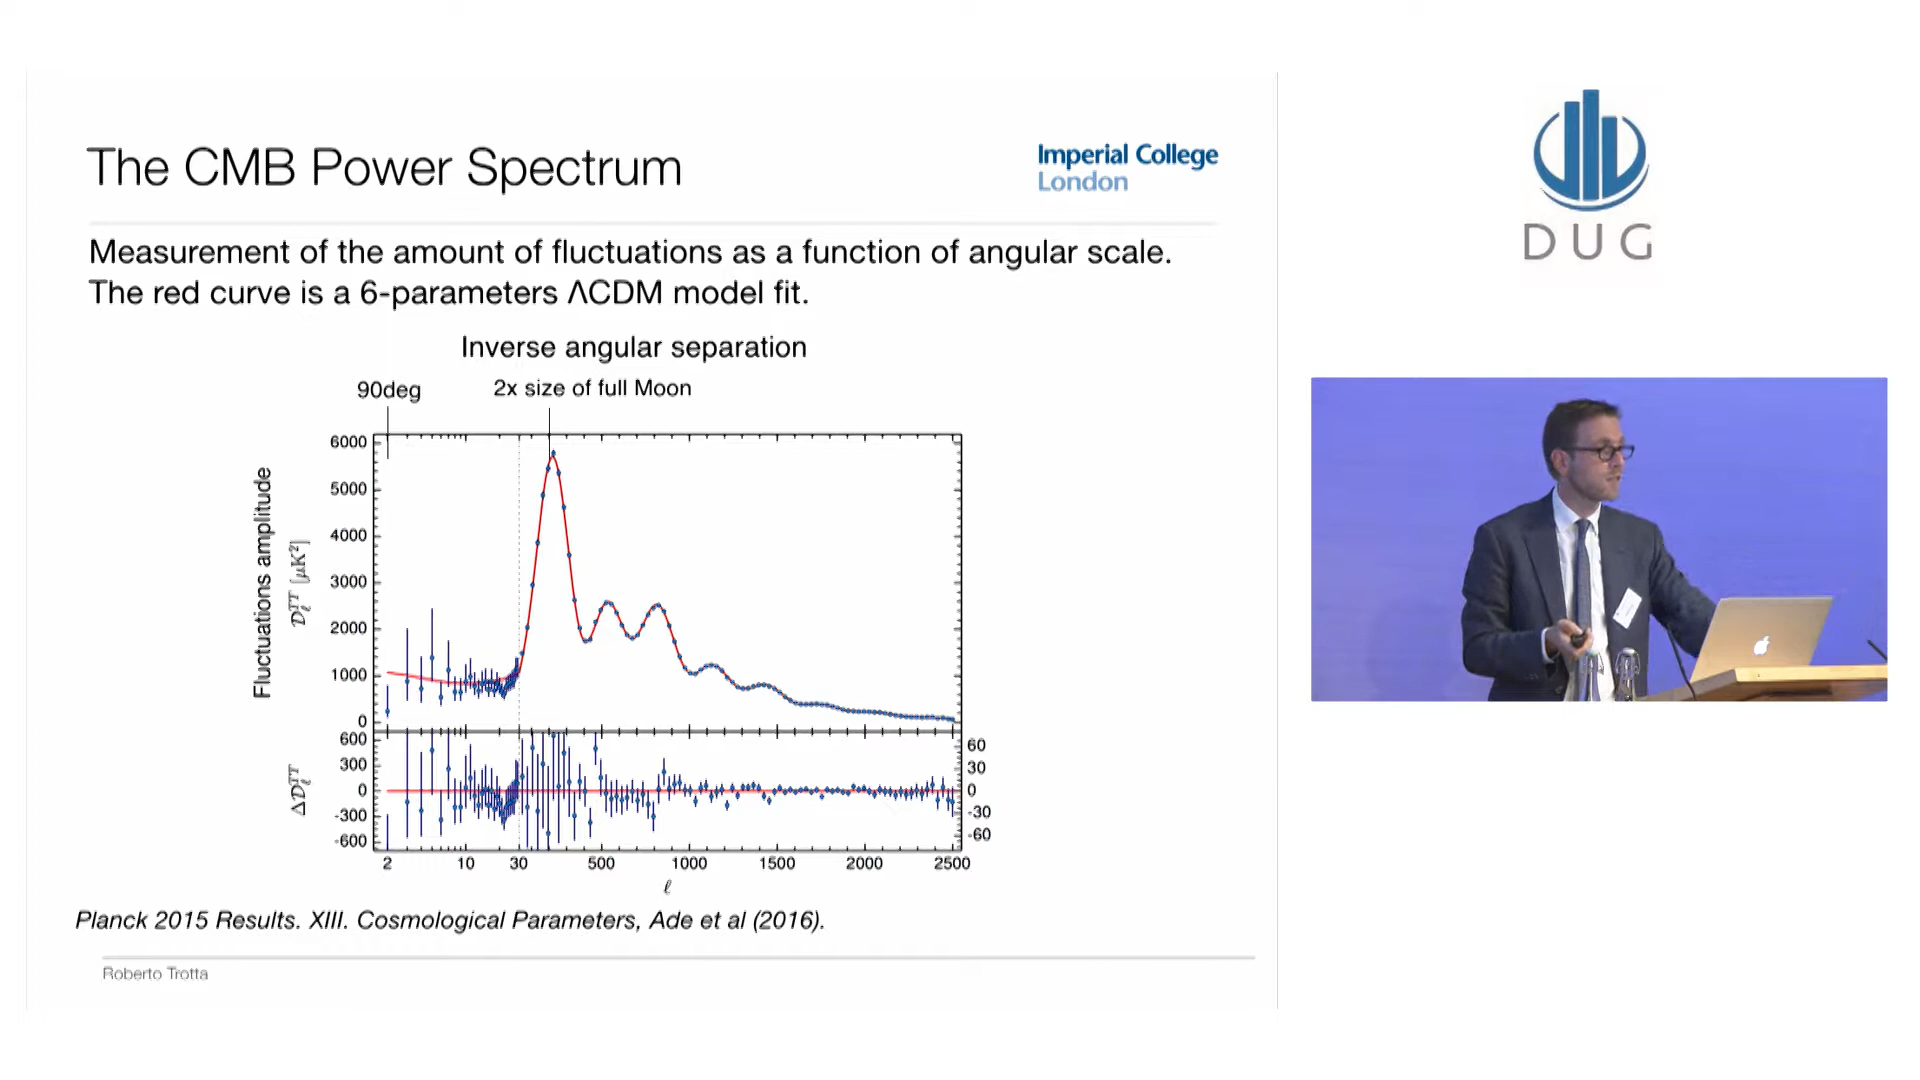 The CMB Power Spectrum
Imperial College
London
Measurement of the amount of fluctuations as a function of angular scale.
The red curve is a 6-parameters ΛCDM model fit.
Inverse angular separation
90deg
2x size of full Moon
Fluctuations amplitude
𝒟ℓᵀᵀ [μK²]
6000
5000
4000
3000
2000
1000
0
Δ𝒟ℓᵀᵀ
600
300
0
-300
-600
60
30
0
-30
-60
2 10 30 500 1000 1500 2000 2500
ℓ
Planck 2015 Results. XIII. Cosmological Parameters, Ade et al (2016).
Roberto Trotta
DUG